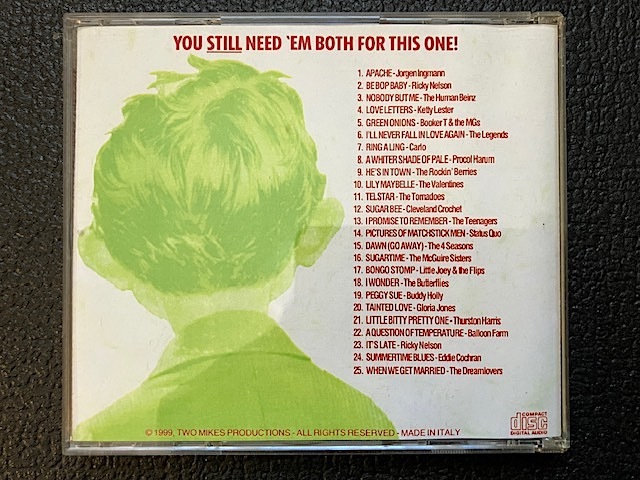 YOU STILL NEED `EM BOTH FOR THIS ONE!
1. APACHE - Jorgen Ingmann
2. BE BOP BABY - Ricky Nelson
3. NOBODY BUT ME - The Human Beinz
4. LOVE LETTERS - Ketty Lester
5. GREEN ONIONS - Booker T & the MGs
6. I'LL NEVER FALL IN LOVE AGAIN - The Legends
7. RING A LING - Carlo
8. A WHITER SHADE OF PALE - Procol Harum
9. HE'S IN TOWN - The Rockin' Berries
10. LILY MAYBELLE - The Valentines
11. TELSTAR - The Tornadoes
12. SUGAR BEE - Cleveland Crochet
13. I PROMISE TO REMEMBER - The Teenagers
14. PICTURES OF MATCHSTICK MEN - Status Quo
15. DAWN (GO AWAY) - The 4 Seasons
16. SUGARTIME - The McGuire Sisters
17. BONGO STOMP - Little Joey & the Flips
18. I WONDER - The Butterflies
19. PEGGY SUE - Buddy Holly
20. TAINTED LOVE - Gloria Jones
21. LITTLE BITTY PRETTY ONE - Thurston Harris
22. A QUESTION OF TEMPERATURE - Balloon Farm
23. IT'S LATE - Ricky Nelson
24. SUMMERTIME BLUES - Eddie Cochran
25. WHEN WE GET MARRIED - The Dreamlovers
© 1999, TWO MIKES PRODUCTIONS - ALL RIGHTS RESERVED - MADE IN ITALY
COMPACT
disc
DIGITAL AUDIO